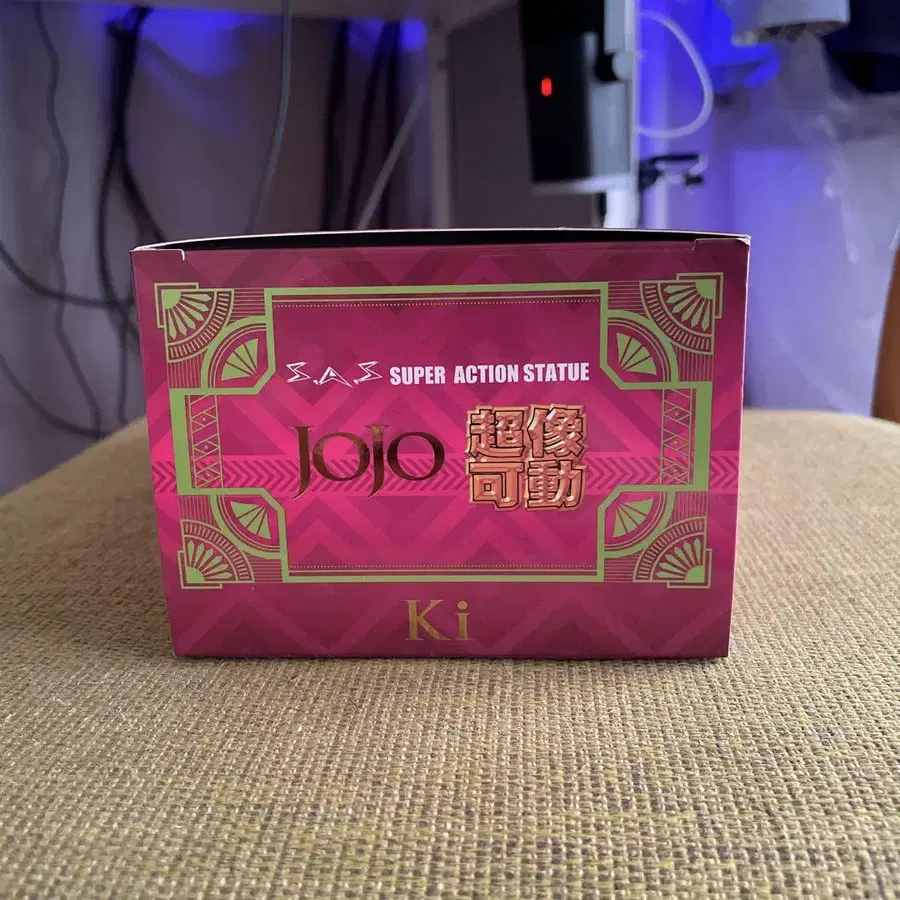 S.A.S SUPER ACTION STATUE
JOJO
超像
可動
Ki